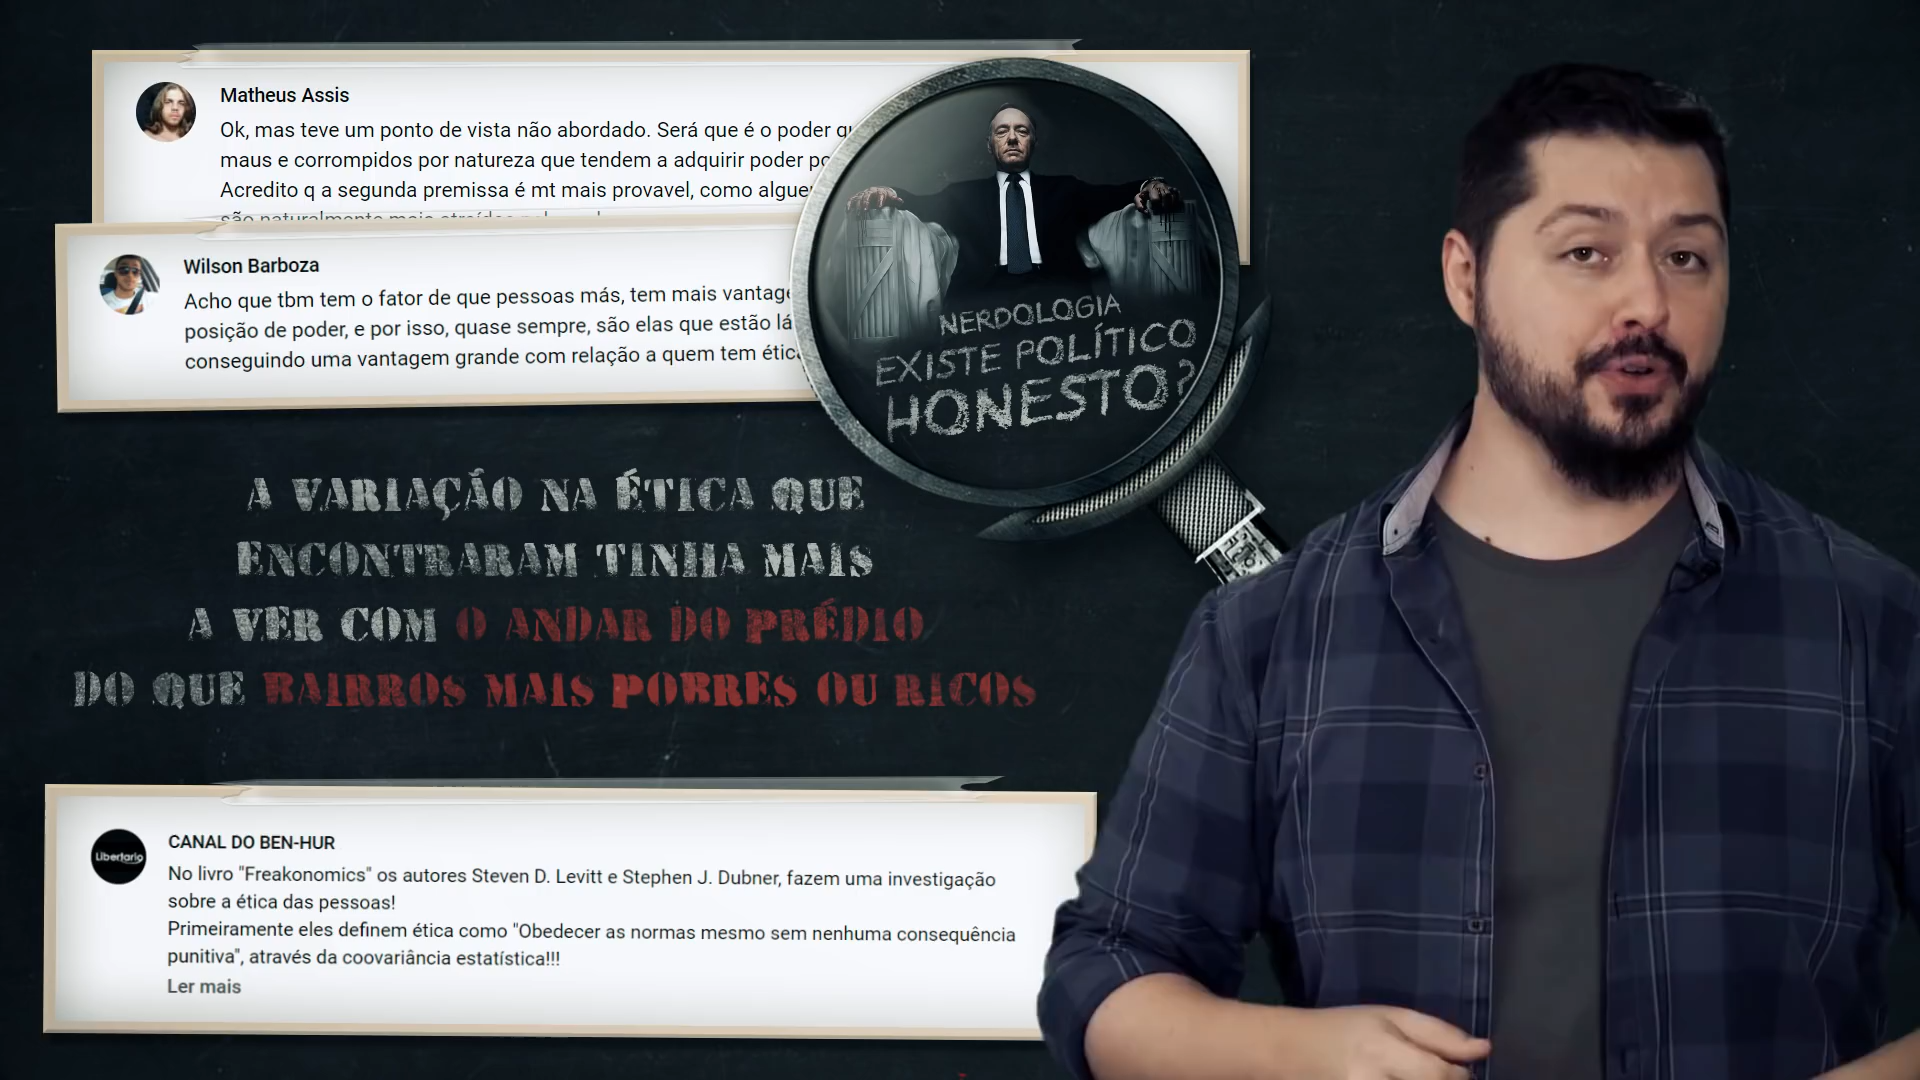 Matheus Assis
Ok, mas teve um ponto de vista não abordado. Será que é o poder
maus e corrompidos por natureza que tendem a adquirir poder
Acredito q a segunda premissa é mt mais provavel, como
são naturalmente mais
Wilson Barboza
Acho que tbm tem o fator de que pessoas más, tem mais
posição de poder, e por isso, quase sempre, são elas que estão lá
conseguindo uma vantagem grande com relação a quem tem
NERDOLOGIA
EXISTE POLÍTICO
HONESTO?
A VARIAÇÃO NA ÉTICA QUE
ENCONTRARAM TINHA MAIS
A VER COM O ANDAR DO PRÉDIO
DO QUE BAIRROS MAIS POBRES OU RICOS
Libertario
CANAL DO BEN-HUR
No livro "Freakonomics" os autores Steven D. Levitt e Stephen J. Dubner, fazem uma investigação
sobre a ética das pessoas!
Primeiramente eles definem ética como "Obedecer as normas mesmo sem nenhuma consequência
punitiva", através da coovariância estatística!!!
Ler mais